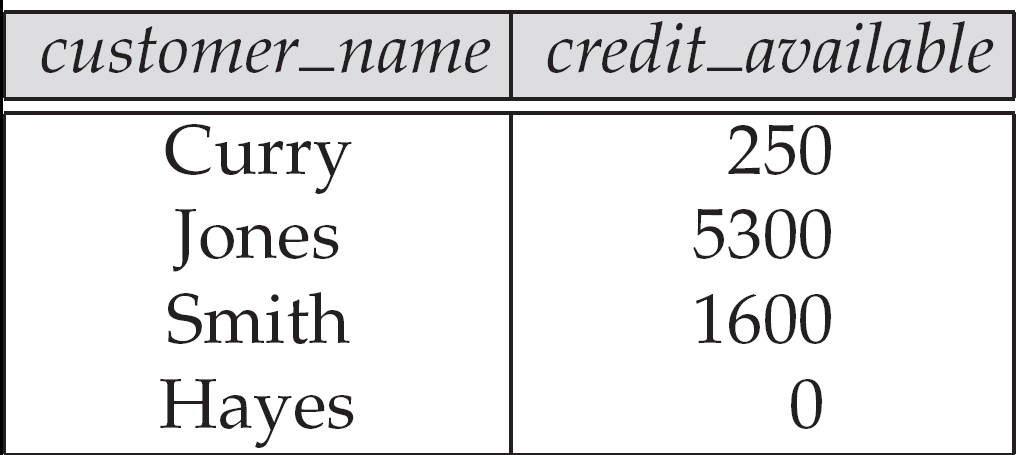 customer_name credit_available
Curry 250
Jones 5300
Smith 1600
Hayes 0